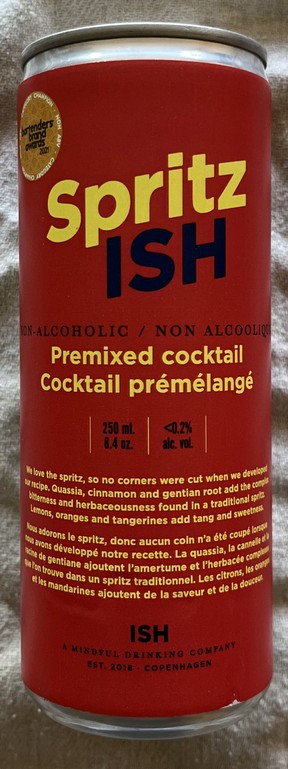 CHAMPION NON
bartenders'
brand
awards
2021
CATEGORY
Spritz
ISH
NON-ALCOHOLIC / NON ALCOOLIQ
Premixed cocktail
Cocktail prémélangé
250 ml. <0.2%
8.4 oz. alc. vol.
We love the spritz, so no corners were cut when we developed
our recipe. Quassia, cinnamon and gentian root add the complex
bitterness and herbaceousness found in a traditional spritz.
Lemons, oranges and tangerines add tang and sweetness.
Nous adorons le spritz, donc aucun coin n'a été coupé lorsque
nous avons développé notre recette. La quassia, la cannelle et la
racine de gentiane ajoutent l'amertume et l'herbacé complexes
que l'on trouve dans un spritz traditionnel. Les citrons, les oranges
et les mandarines ajoutent de la saveur et de la douceur.
ISH
A MINDFUL DRINKING COMPANY
EST. 2018 · COPENHAGEN